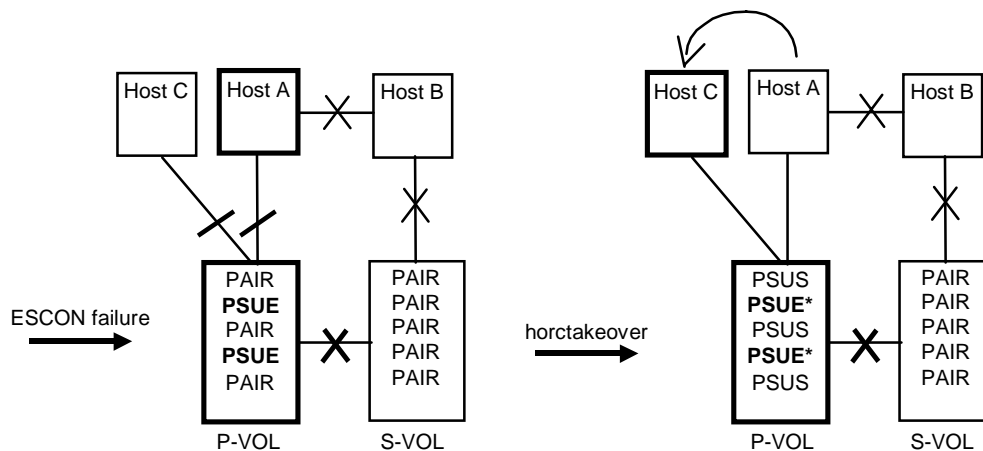 Host C
Host A
Host B
PAIR
PSUE
PAIR
PSUE
PAIR
PAIR
PAIR
PAIR
PAIR
PAIR
ESCON failure
P-VOL
S-VOL
Host C
Host A
Host B
PSUS
PSUE*
PSUS
PSUE*
PSUS
PAIR
PAIR
PAIR
PAIR
PAIR
horctakeover
P-VOL
S-VOL